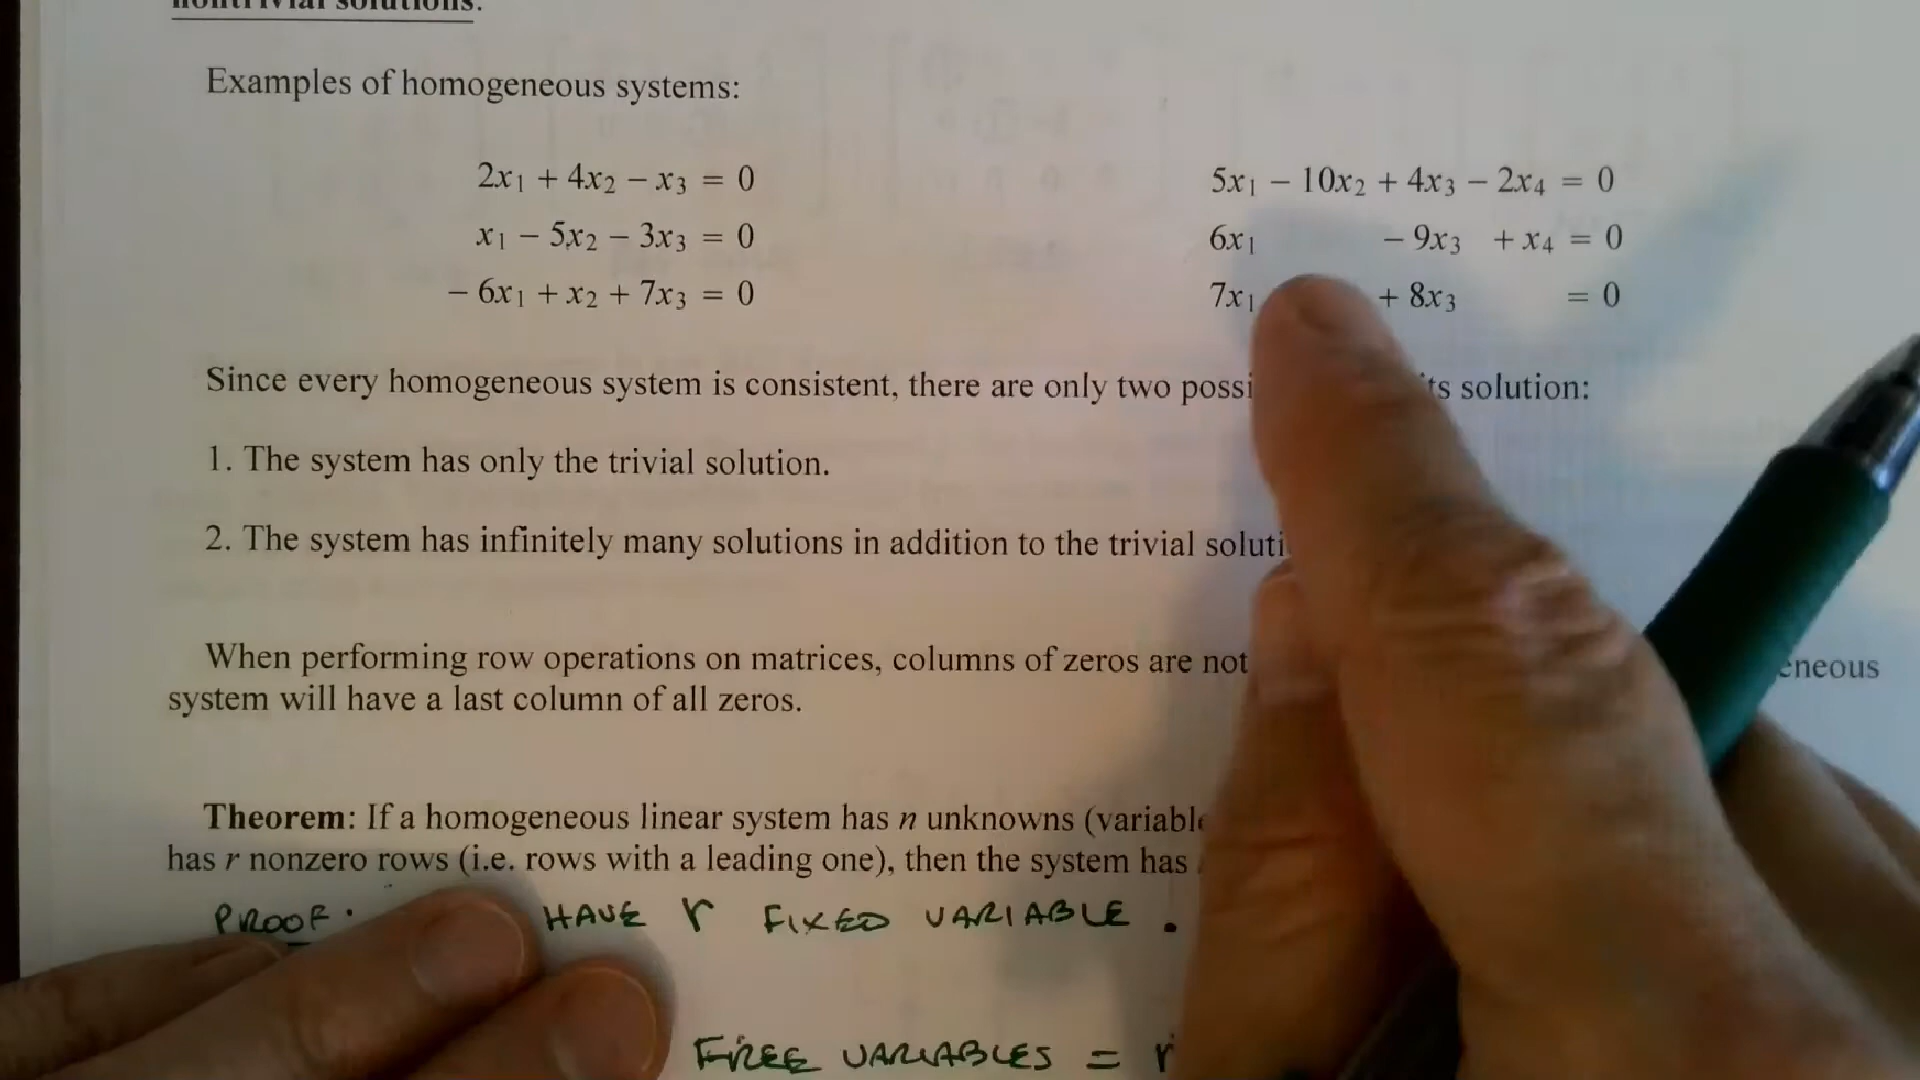 nontrivial solutions.
Examples of homogeneous systems:
2x₁ + 4x₂ − x₃ = 0
x₁ − 5x₂ − 3x₃ = 0
− 6x₁ + x₂ + 7x₃ = 0
5x₁ − 10x₂ + 4x₃ − 2x₄ = 0
6x₁ − 9x₃ + x₄ = 0
7x₁ + 8x₃ = 0
Since every homogeneous system is consistent, there are only two solution:
1. The system has only the trivial solution.
2. The system has infinitely many solutions in addition to the trivial
When performing row operations on matrices, columns of zeros are not
system will have a last column of all zeros.
Theorem: If a homogeneous linear system has n unknowns
has r nonzero rows (i.e. rows with a leading one), then the system has
PROOF: HAVE r FIXED VARIABLE.
FREE VARIABLES =